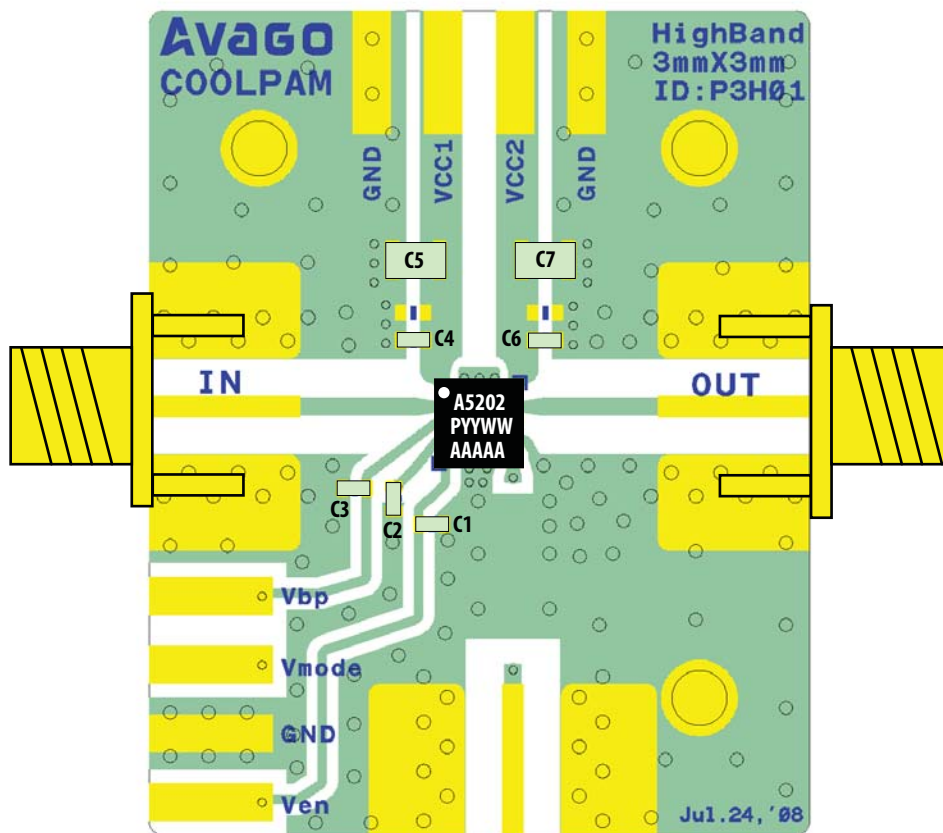 Avago
COOLPAM
HighBand
3mmX3mm
ID:P3H01
GND
VCC1
VCC2
GND
C5
C7
C4
C6
IN
OUT
A5202
PYYWW
AAAAA
C3
C2
C1
Vbp
Vmode
GND
Ven
Jul.24,'08